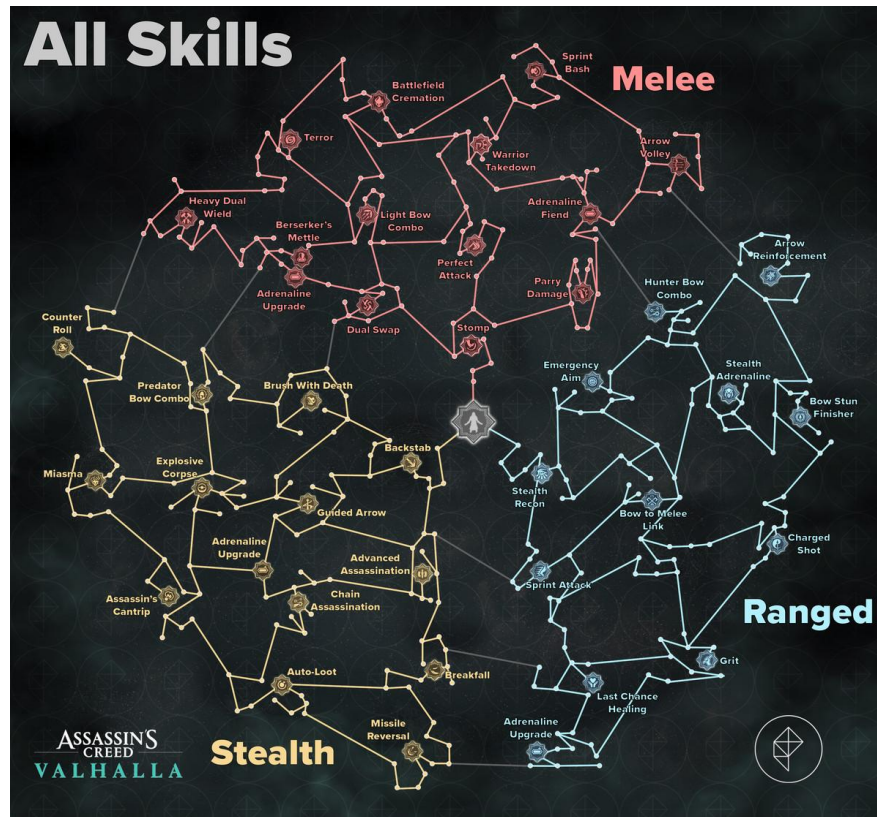 All Skills
Melee
Sprint
Bash
Battlefield
Cremation
Terror
Warrior
Takedown
Arrow
Volley
Heavy Dual
Wield
Berserker's
Mettle
Light Bow
Combo
Adrenaline
Fiend
Adrenaline
Upgrade
Perfect
Attack
Parry
Damage
Dual Swap
Stomp
Arrow
Reinforcement
Hunter Bow
Combo
Counter
Roll
Predator
Bow Combo
Brush With Death
Emergency
Aim
Stealth
Adrenaline
Bow Stun
Finisher
Backstab
Miasma
Explosive
Corpse
Guided Arrow
Stealth
Recon
Bow to Melee
Link
Adrenaline
Upgrade
Advanced
Assassination
Charged
Shot
Sprint Attack
Assassin's
Cantrip
Chain
Assassination
Ranged
Auto-Loot
Breakfall
Grit
Last Chance
Healing
Missile
Reversal
Adrenaline
Upgrade
Stealth
ASSASSIN'S
CREED
VALHALLA